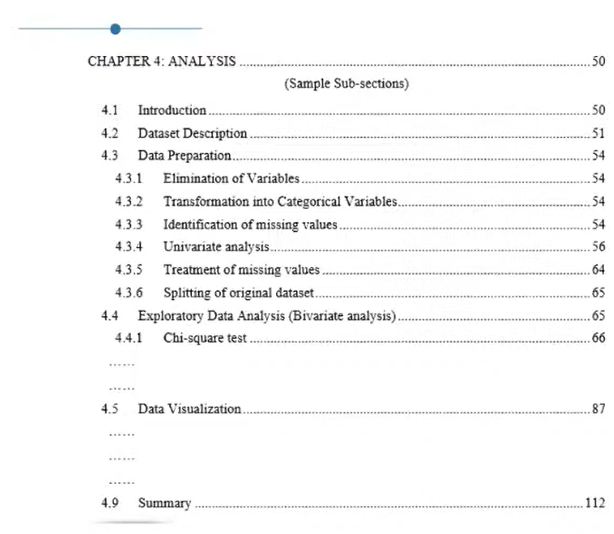 CHAPTER 4: ANALYSIS ........................................ 50
(Sample Sub-sections)
4.1 Introduction ........................................ 50
4.2 Dataset Description ........................................ 51
4.3 Data Preparation ........................................ 54
4.3.1 Elimination of Variables ........................................ 54
4.3.2 Transformation into Categorical Variables ........................................ 54
4.3.3 Identification of missing values ........................................ 54
4.3.4 Univariate analysis ........................................ 56
4.3.5 Treatment of missing values ........................................ 64
4.3.6 Splitting of original dataset ........................................ 65
4.4 Exploratory Data Analysis (Bivariate analysis) ........................................ 65
4.4.1 Chi-square test ........................................ 66
......
......
4.5 Data Visualization ........................................ 87
......
......
......
4.9 Summary ........................................ 112